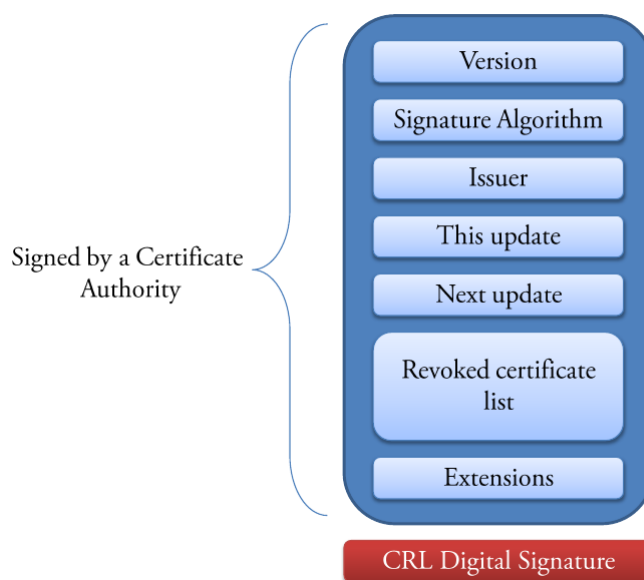 Version
Signature Algorithm
Issuer
This update
Signed by a Certificate
Authority
Next update
Revoked certificate
list
Extensions
CRL Digital Signature